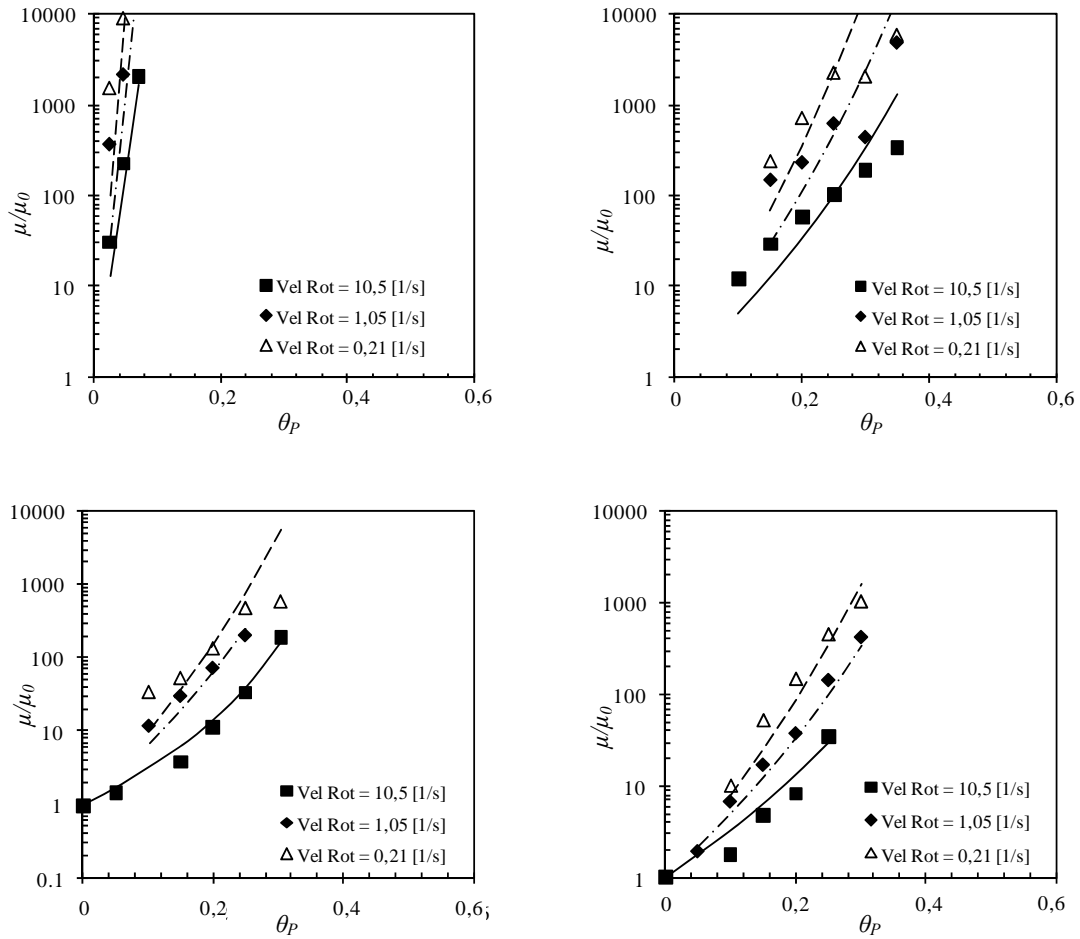 10000
1000
100
10
1
μ/μ0
0
0,2
0,4
0,6
θP
Vel Rot = 10,5 [1/s]
Vel Rot = 1,05 [1/s]
Vel Rot = 0,21 [1/s]
10000
1000
100
10
1
μ/μ0
0
0,2
0,4
0,6
θP
Vel Rot = 10,5 [1/s]
Vel Rot = 1,05 [1/s]
Vel Rot = 0,21 [1/s]
10000
1000
100
10
1
0.1
μ/μ0
0
0,2
0,4
0,6
θP
Vel Rot = 10,5 [1/s]
Vel Rot = 1,05 [1/s]
Vel Rot = 0,21 [1/s]
10000
1000
100
10
1
μ/μ0
0
0,2
0,4
0,6
θP
Vel Rot = 10,5 [1/s]
Vel Rot = 1,05 [1/s]
Vel Rot = 0,21 [1/s]